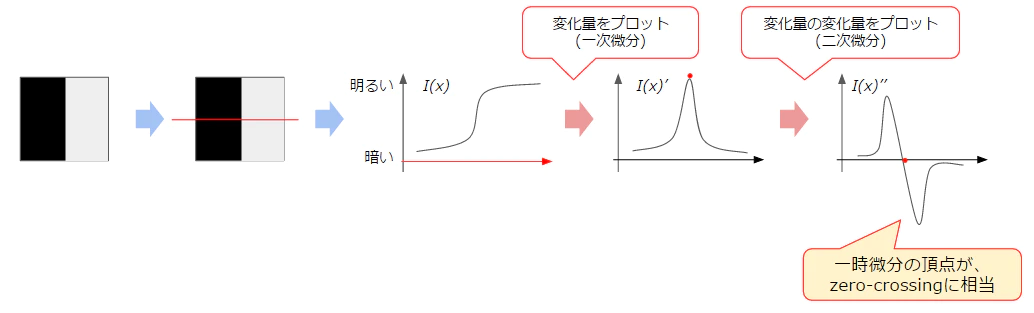 変化量をプロット
(一次微分)
変化量の変化量をプロット
(二次微分)
明るい
I(x)
暗い
I(x)′
I(x)′′
一時微分の頂点が、
zero-crossingに相当